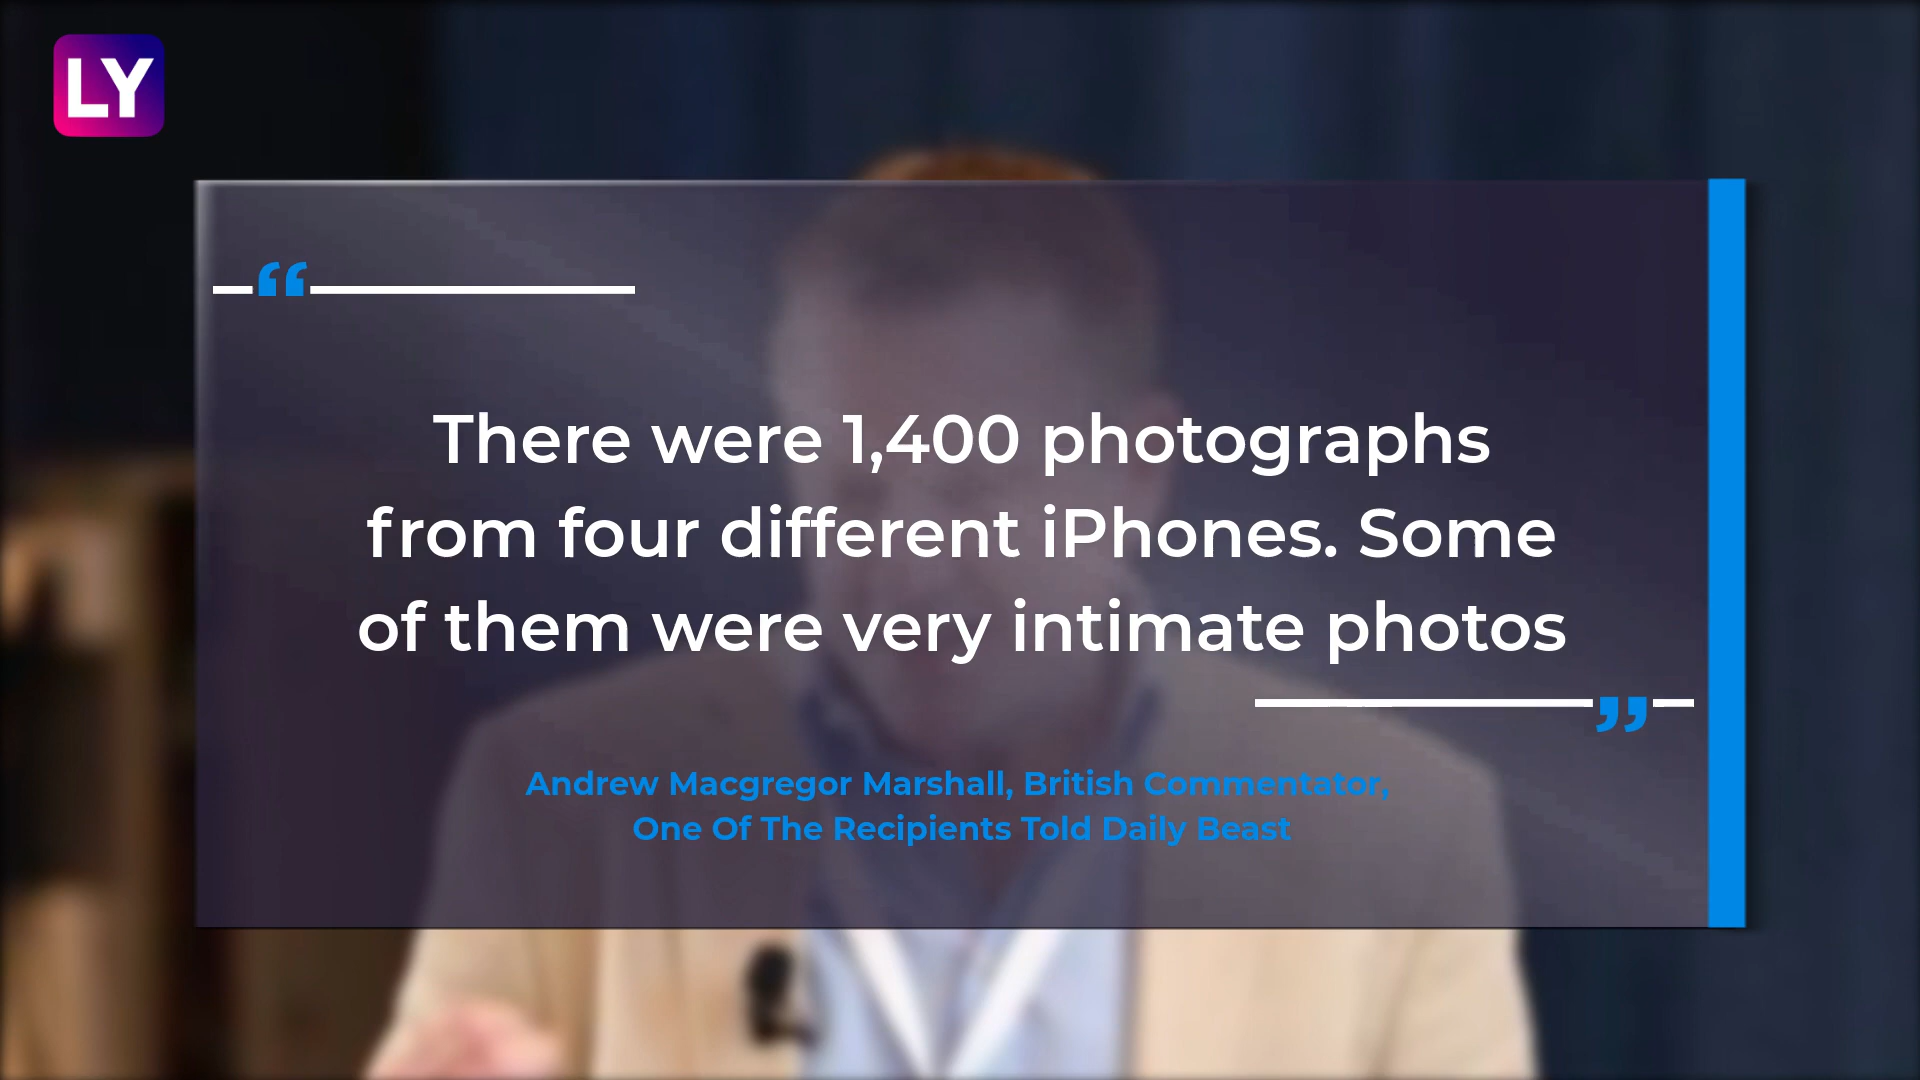 LY
“
There were 1,400 photographs
from four different iPhones. Some
of them were very intimate photos
”
Andrew Macgregor Marshall, British Commentator,
One Of The Recipients Told Daily Beast